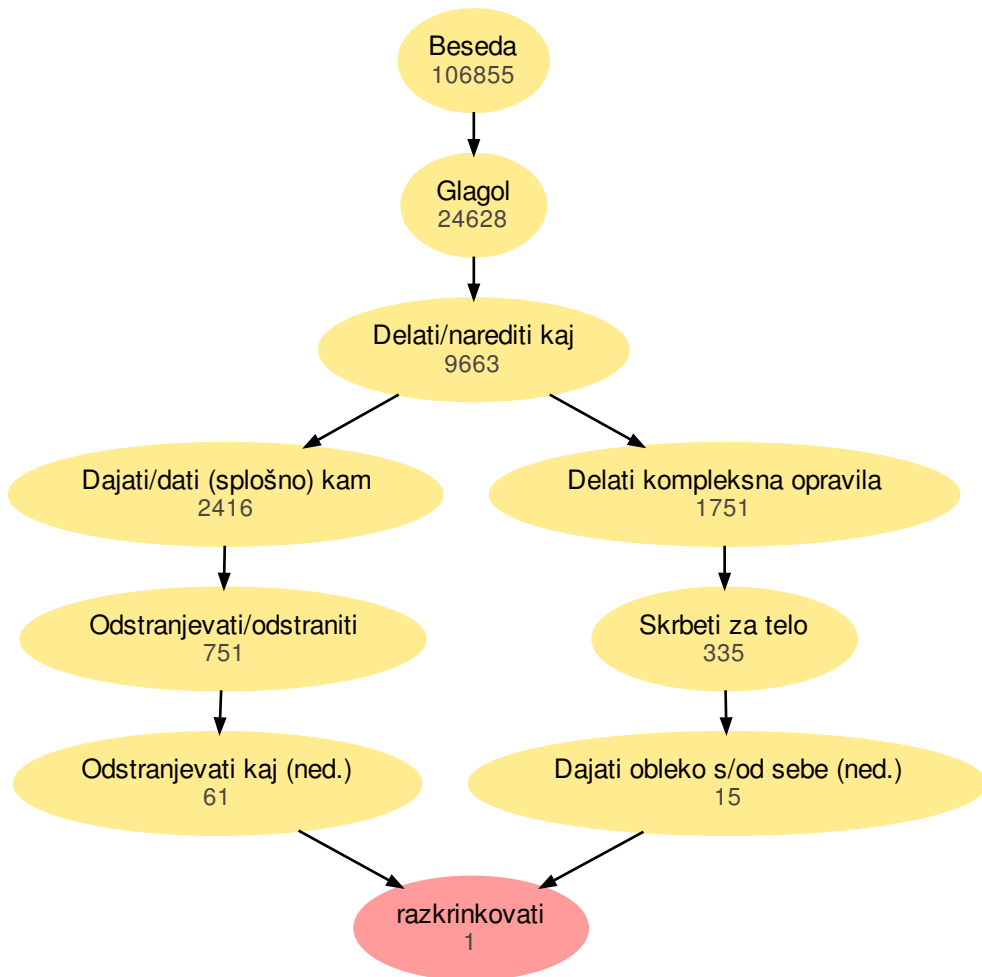 Beseda
106855
Glagol
24628
Delati/narediti kaj
9663
Dajati/dati (splošno) kam
2416
Delati kompleksna opravila
1751
Odstranjevati/odstraniti
751
Skrbeti za telo
335
Odstranjevati kaj (ned.)
61
Dajati obleko s/od sebe (ned.)
15
razkrinkovati
1